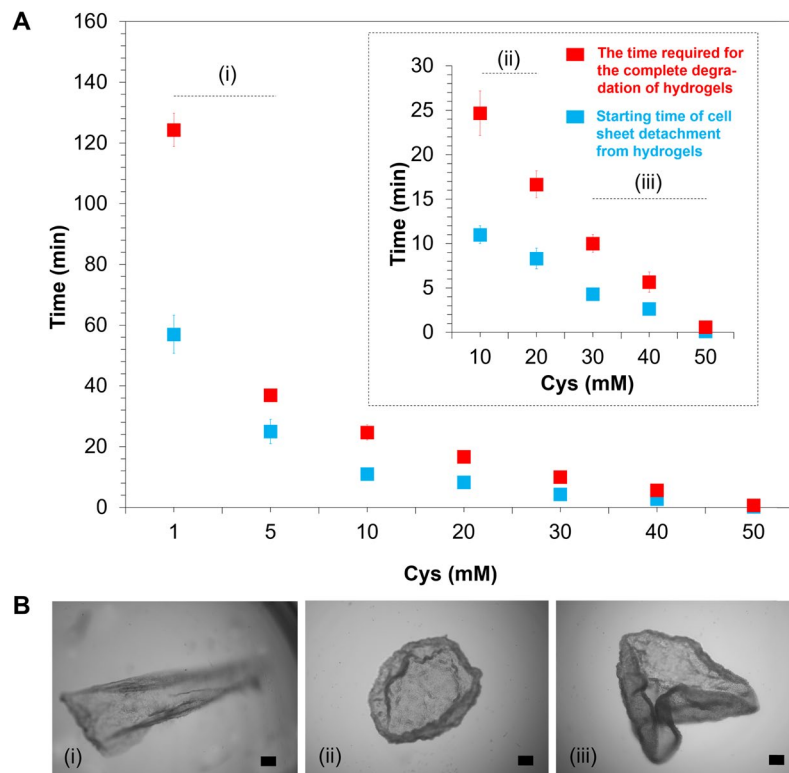 A
160
140
120
100
80
60
40
20
0
Time (min)
(i)
1 5 10 20 30 40 50
Cys (mM)
30
25
20
15
10
5
0
Time (min)
(ii)
(iii)
The time required for
the complete degra-
dation of hydrogels
Starting time of cell
sheet detachment
from hydrogels
10 20 30 40 50
Cys (mM)
B
(i)
(ii)
(iii)